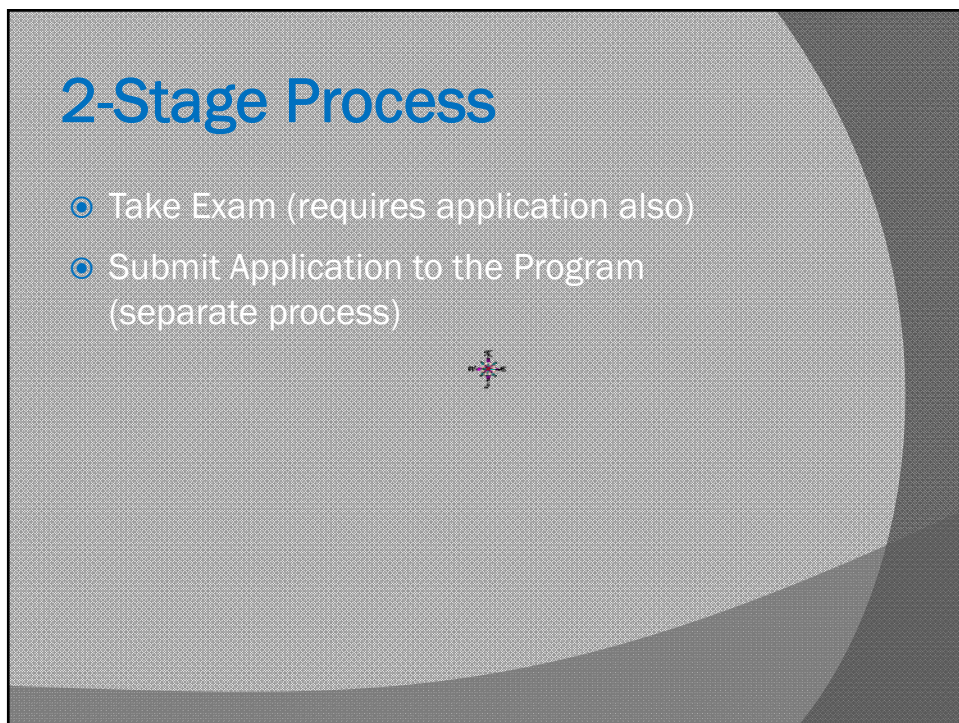 2-Stage Process
Take Exam (requires application also)
Submit Application to the Program
(separate process)